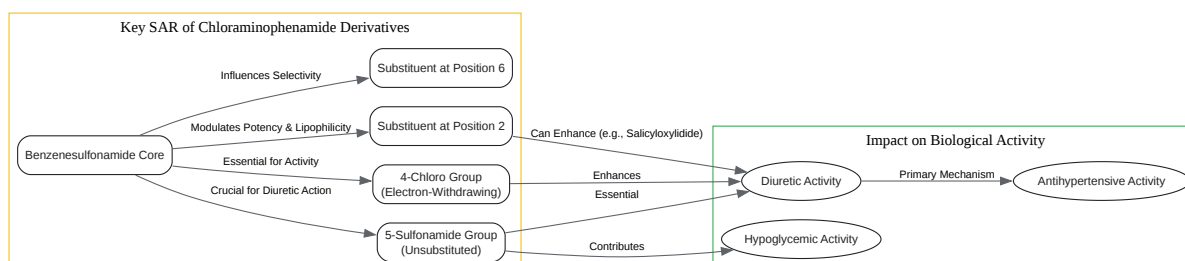 Key SAR of Chloraminophenamide Derivatives
Substituent at Position 6
Influences Selectivity
Substituent at Position 2
Modulates Potency & Lipophilicity
Can Enhance (e.g., Salicyloxylidide)
Impact on Biological Activity
Benzenesulfonamide Core
Essential for Activity
4-Chloro Group
(Electron-Withdrawing)
Enhances
Diuretic Activity
Primary Mechanism
Antihypertensive Activity
Crucial for Diuretic Action
Essential
5-Sulfonamide Group
(Unsubstituted)
Contributes
Hypoglycemic Activity